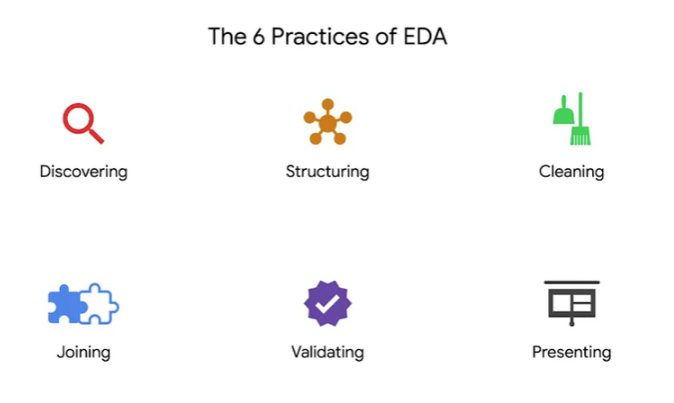 The 6 Practices of EDA
Discovering
Structuring
Cleaning
Joining
Validating
Presenting